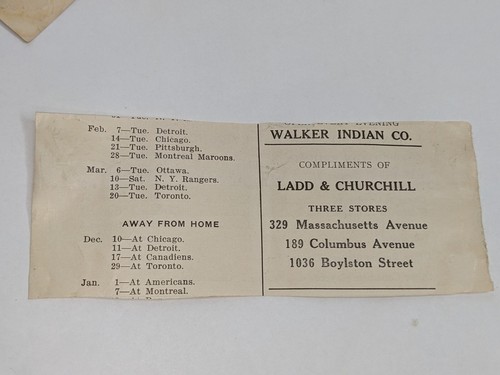 Feb. 7—Tue. Detroit.
14—Tue. Chicago.
21—Tue. Pittsburgh.
28—Tue. Montreal Maroons.
Mar. 6—Tue. Ottawa.
10—Sat. N. Y. Rangers.
13—Tue. Detroit.
20—Tue. Toronto.
AWAY FROM HOME
Dec. 10—At Chicago.
11—At Detroit.
17—At Canadiens.
29—At Toronto.
Jan. 1—At Americans.
7—At Montreal.
EVENING
WALKER INDIAN CO.
COMPLIMENTS OF
LADD & CHURCHILL
THREE STORES
329 Massachusetts Avenue
189 Columbus Avenue
1036 Boylston Street